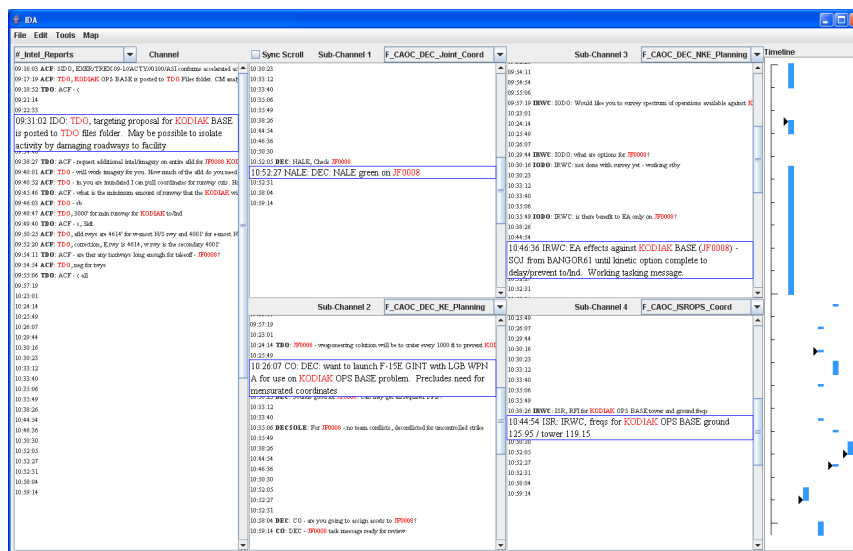 IDA
File Edit Tools Map
#_Intel_Reports Channel
09:16:03 ACF: SIDO, EXER/TREX 09-10/ACTY/00100/ASI confirms accelerated
09:17:19 ACF: TDO, KODIAK OPS BASE is posted to TDO Files folder. CM
09:18:52 TDO: ACF - c
09:21:14
09:22:33
09:31:02 IDO: TDO, targeting proposal for KODIAK BASE
is posted to TDO files folder. May be possible to isolate
activity by damaging roadways to facility
09:38:27 TDO: ACF - request additional intel/imagery on entire afld for JF0008
09:40:01 ACF: TDO - will work imagery for you. How much of the afld do you need
09:40:52 ACF: TDO - in you are inundated I can pull coordinates for runway cuts.
09:45:46 TDO: ACF - what is the minimum amount of runway that the KODIAK
09:46:03 ACF: TDO - rb
09:48:47 ACF: TDO, 3000' for min runway for KODIAK to/lnd
09:49:40 TDO: ACF - c, 3kft
09:50:25 ACF: TDO, afld rwys are 4614' for w-most N/S rwy and 4001' for e-most
09:52:20 ACF: TDO, correction, E rwy is 4614, w rwy is the secondary 4001'
09:54:11 TDO: ACF - are ther any taxiways long enough for takeoff - JF0008?
09:54:54 ACF: TDO, neg for twys
09:55:06 TDO: ACF - c all
09:57:19
10:23:01
10:24:14
10:25:49
10:26:07
10:29:44
10:30:16
10:30:23
10:33:12
10:33:40
10:35:06
10:35:49
10:38:26
10:44:54
10:46:36
10:50:30
10:52:05
10:52:27
10:52:31
10:58:04
10:59:14
Sync Scroll Sub-Channel 1 F_CAOC_DEC_Joint_Coord
10:30:23
10:33:12
10:33:40
10:35:06
10:35:49
10:38:26
10:44:54
10:46:36
10:50:30
10:52:05 DEC: NALE, Check JF0008
10:52:27 NALE: DEC: NALE green on JF0008
10:52:31
10:58:04
10:59:14
Sub-Channel 2 F_CAOC_DEC_KE_Planning
09:57:19
10:23:01
10:24:14 TDO: JF0008 - weaponeering solution will be to crater every 1000 ft to prevent
10:25:49
10:26:07 CO: DEC: want to launch F-15E GINT with LGB WPN
A for use on KODIAK OPS BASE problem. Precludes need for
mensurated coordinates
10:33:12
10:33:40
10:35:06 DECSOLE: For JF0008 - no team conflicts, deconflicted for uncontrolled strike
10:35:49
10:38:26
10:44:54
10:46:36
10:50:30
10:52:05
10:52:27
10:52:31
10:58:04 DEC: CO - are you going to assign assets to JF0008?
10:59:14 CO: DEC - JF0008 task message ready for review
Sub-Channel 3 F_CAOC_DEC_NKE_Planning
09:54:11
09:54:54
09:55:06
09:57:19 IRWC: IODO: Would like you to survey spectrum of operations available against
10:23:01
10:24:14
10:25:49
10:26:07
10:29:44 IRWC: IODO: what are options for JF0008?
10:30:16 IODO: IRWC: not done with survey yet - working stby
10:30:23
10:33:12
10:33:40
10:35:06
10:35:49 IODO: IRWC: is there benefit to EA only on JF0008?
10:38:26
10:44:54
10:46:36 IRWC: EA effects against KODIAK BASE (JF0008) -
SOJ from BANGOR61 until kinetic option complete to
delay/prevent to/lnd. Working tasking message.
10:52:31
Sub-Channel 4 F_CAOC_ISROPS_Coord
10:25:49
10:26:07
10:29:44
10:30:16
10:30:23
10:33:12
10:33:40
10:35:06
10:35:49
10:38:26 IRWC: ISR, RFI for KODIAK OPS BASE tower and ground freqs
10:44:54 ISR: IRWC, freqs for KODIAK OPS BASE ground
125.95 / tower 119.15
10:50:30
10:52:05
10:52:27
10:52:31
10:58:04
10:59:14
Timeline